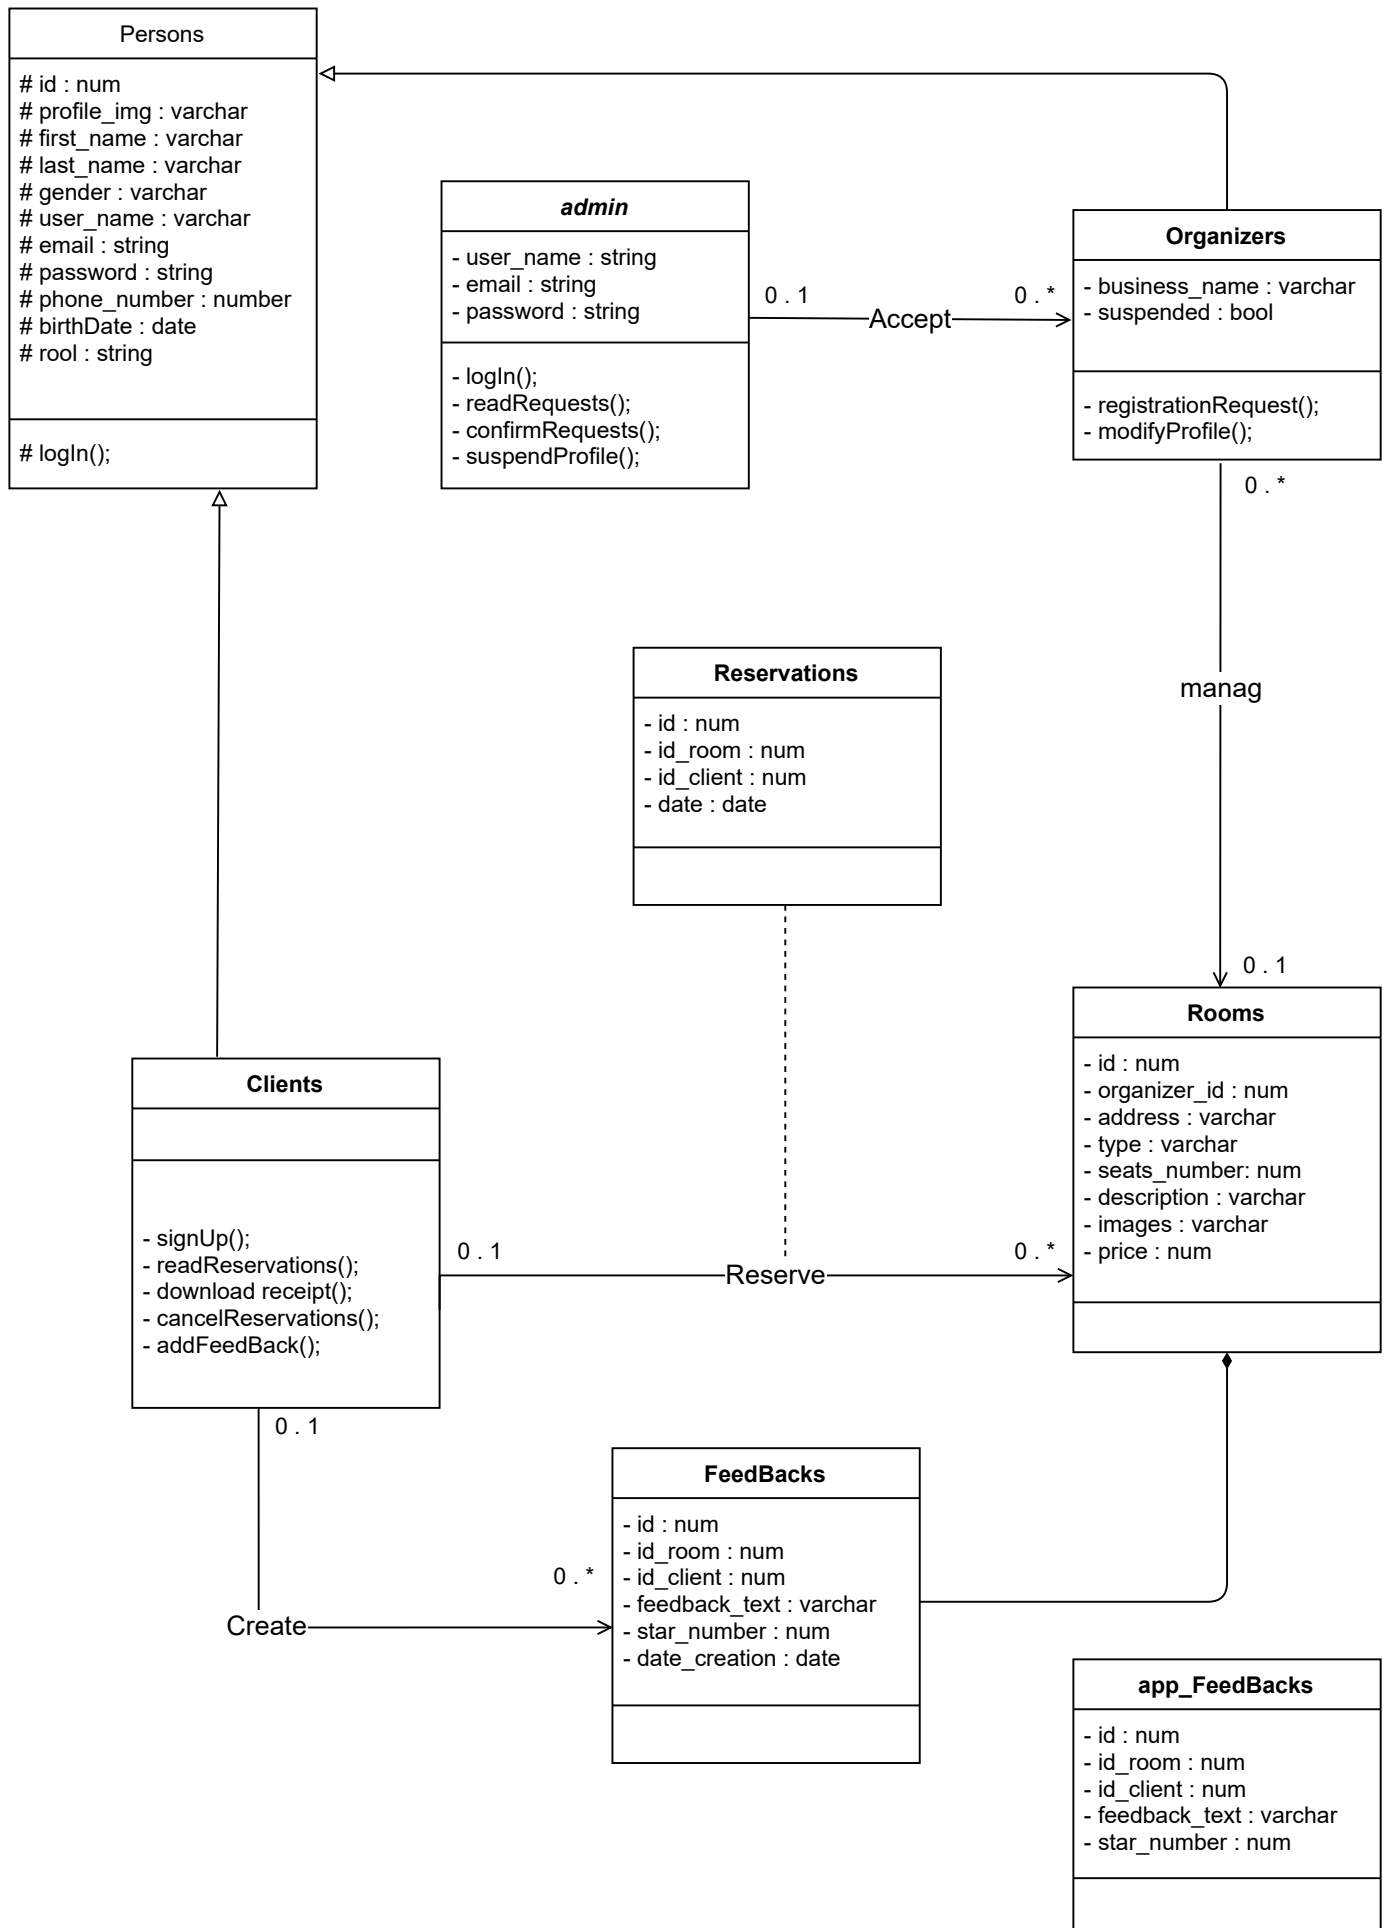 Persons
# id : num
# profile_img : varchar
# first_name : varchar
# last_name : varchar
# gender : varchar
# user_name : varchar
# email : string
# password : string
# phone_number : number
# birthDate : date
# rool : string
# logIn();
admin
- user_name : string
- email : string
- password : string
- logIn();
- readRequests();
- confirmRequests();
- suspendProfile();
0 . 1
Accept
0 . *
Organizers
- business_name : varchar
- suspended : bool
- registrationRequest();
- modifyProfile();
0 . *
manag
0 . 1
Reservations
- id : num
- id_room : num
- id_client : num
- date : date
Rooms
- id : num
- organizer_id : num
- address : varchar
- type : varchar
- seats_number: num
- description : varchar
- images : varchar
- price : num
Clients
- signUp();
- readReservations();
- download receipt();
- cancelReservations();
- addFeedBack();
0 . 1
Reserve
0 . *
0 . 1
Create
0 . *
FeedBacks
- id : num
- id_room : num
- id_client : num
- feedback_text : varchar
- star_number : num
- date_creation : date
app_FeedBacks
- id : num
- id_room : num
- id_client : num
- feedback_text : varchar
- star_number : num